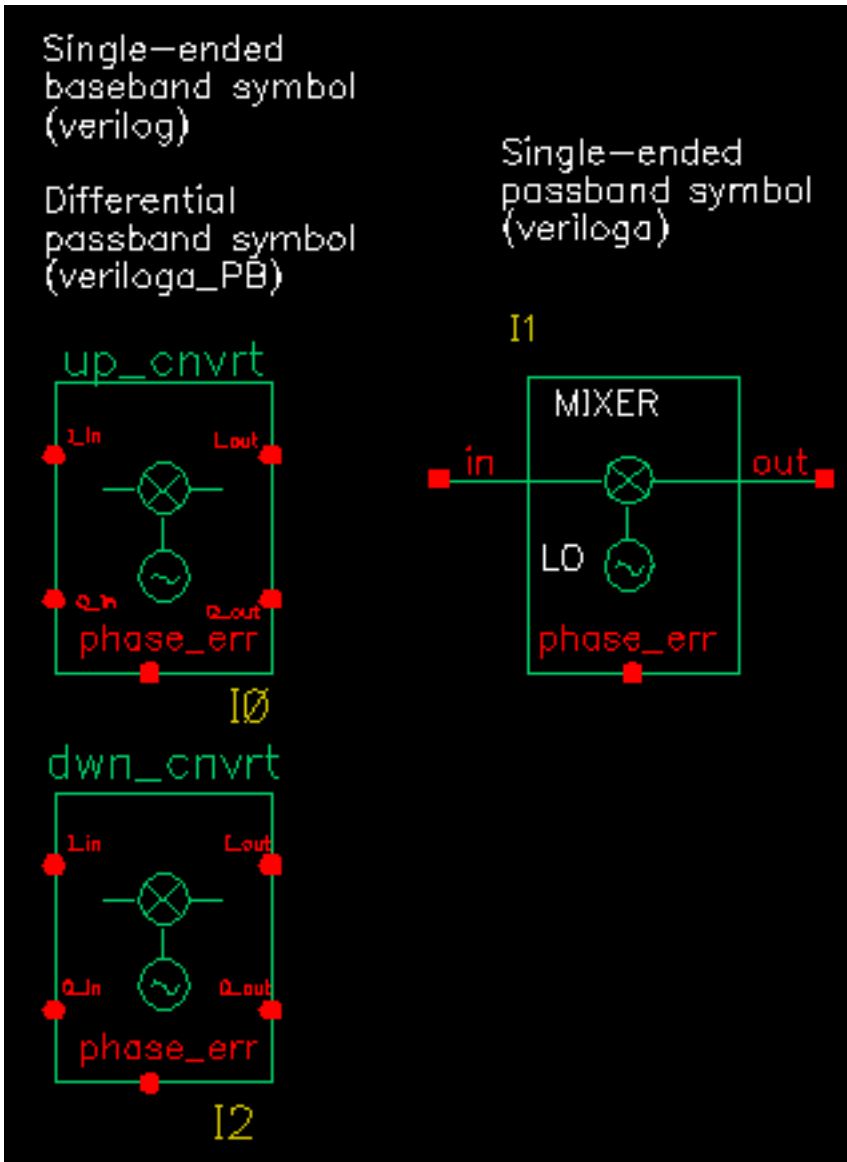 Single-ended
baseband symbol
(verilog)
Differential
passband symbol
(veriloga_PB)
up_cnvrt
I_in
I_out
Q_in
Q_out
phase_err
I0
dwn_cnvrt
I_in
I_out
Q_in
Q_out
phase_err
I2
Single-ended
passband symbol
(veriloga)
I1
MIXER
in
out
LO
phase_err